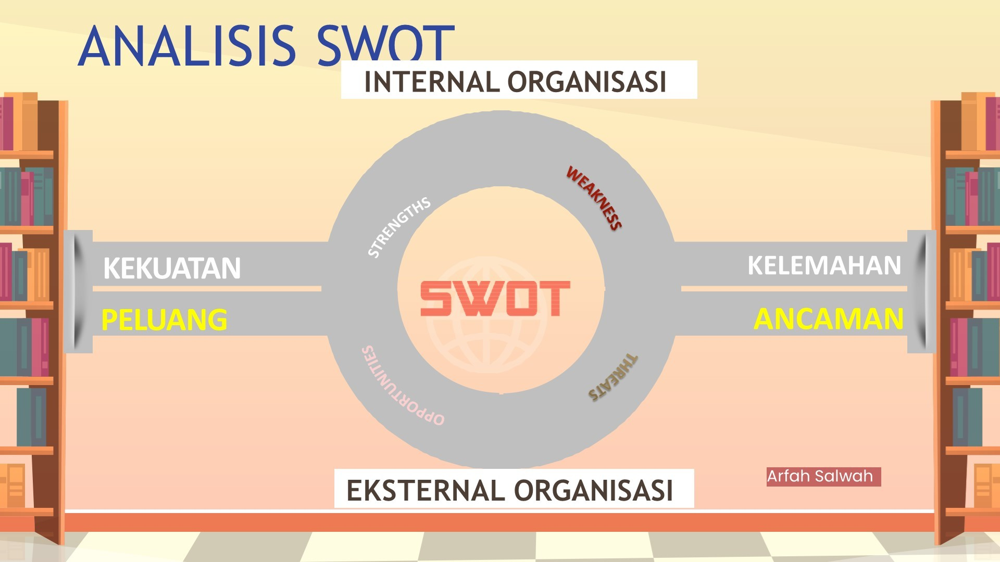 ANALISIS SWOT
INTERNAL ORGANISASI
STRENGTHS
WEAKNESS
KEKUATAN
KELEMAHAN
SWOT
PELUANG
ANCAMAN
OPPORTUNITIES
THREATS
Arfah Salwah
EKSTERNAL ORGANISASI